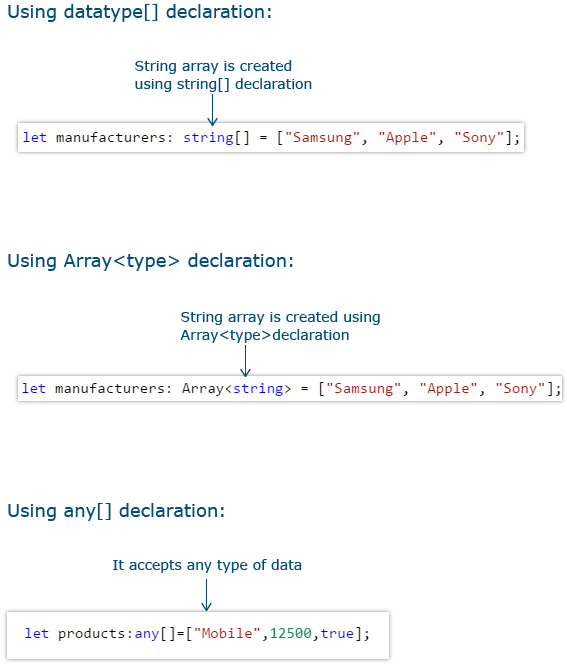 Using datatype[] declaration:
String array is created
using string[] declaration
let manufacturers: string[] = ["Samsung", "Apple", "Sony"];
Using Array<type> declaration:
String array is created using
Array<type>declaration
let manufacturers: Array<string> = ["Samsung", "Apple", "Sony"];
Using any[] declaration:
It accepts any type of data
let products:any[]=["Mobile",12500,true];